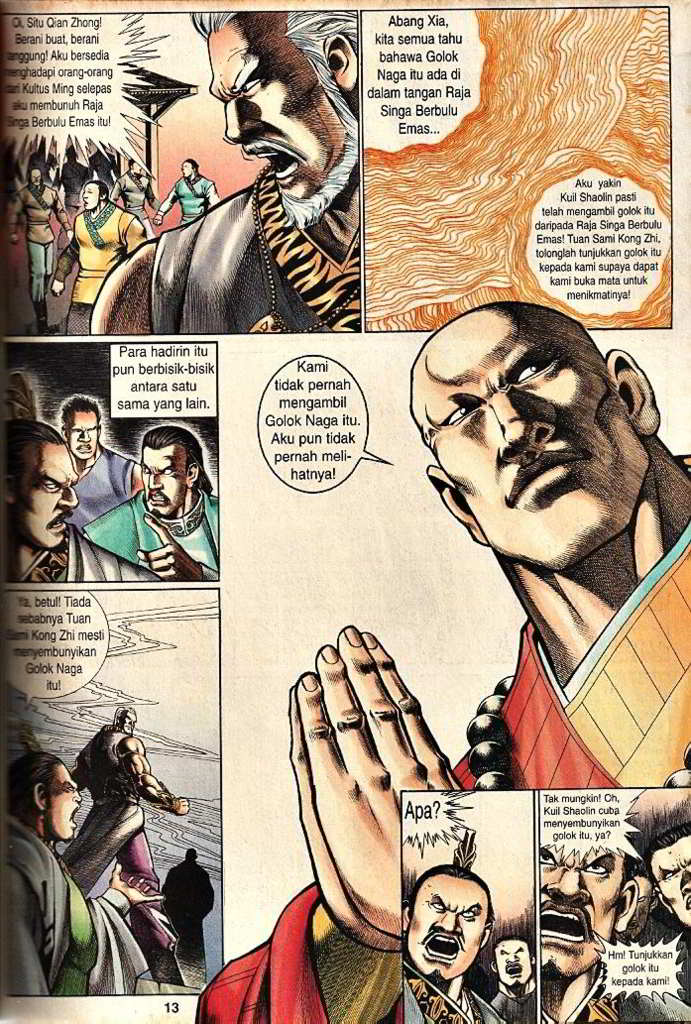 Oi, Situ Qian Zhong!
Berani buat, berani
tanggung! Aku bersedia
menghadapi orang-orang
dari Kultus Ming selepas
aku membunuh Raja
Singa Berbulu Emas itu!
Abang Xia,
kita semua tahu
bahawa Golok
Naga itu ada di
dalam tangan Raja
Singa Berbulu
Emas...
Aku yakin
Kuil Shaolin pasti
telah mengambil golok itu
daripada Raja Singa Berbulu
Emas! Tuan Sami Kong Zhi,
tolonglah tunjukkan golok itu
kepada kami supaya dapat
kami buka mata untuk
menikmatinya!
Para hadirin itu
pun berbisik-bisik
antara satu
sama yang lain.
Kami
tidak pernah
mengambil
Golok Naga itu.
Aku pun tidak
pernah meli-
hatnya!
Ya, betul! Tiada
sebabnya Tuan
Sami Kong Zhi mesti
menyembunyikan
Golok Naga
itu!
Apa?
Tak mungkin! Oh,
Kuil Shaolin cuba
menyembunyikan
golok itu, ya?
Hm! Tunjukkan
golok itu
kepada kami!
13